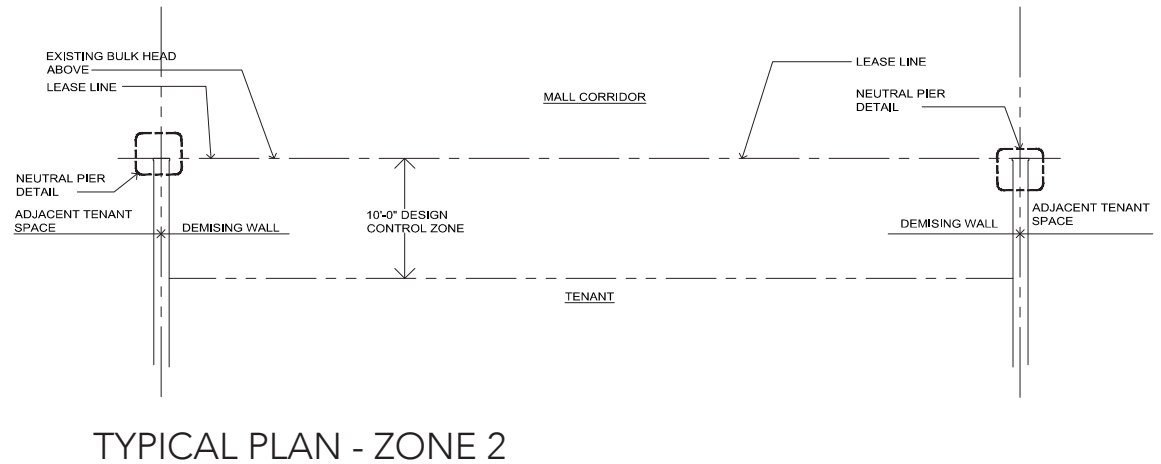 EXISTING BULK HEAD
ABOVE
LEASE LINE
MALL CORRIDOR
LEASE LINE
NEUTRAL PIER
DETAIL
NEUTRAL PIER
DETAIL
ADJACENT TENANT
SPACE
DEMISING WALL
10'-0" DESIGN
CONTROL ZONE
DEMISING WALL
ADJACENT TENANT
SPACE
TENANT
TYPICAL PLAN - ZONE 2